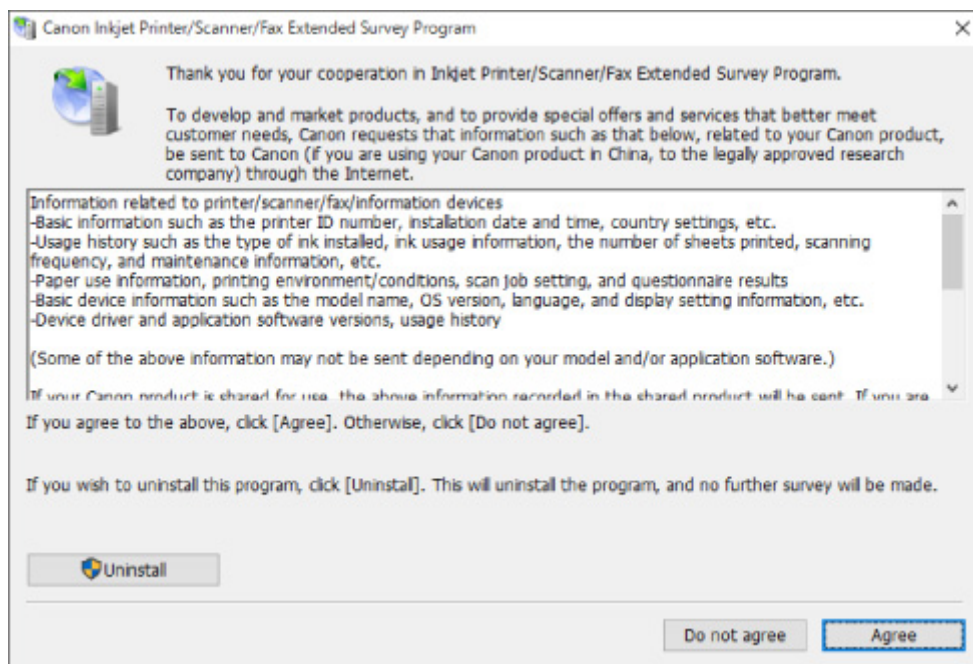 Canon Inkjet Printer/Scanner/Fax Extended Survey Program
Thank you for your cooperation in Inkjet Printer/Scanner/Fax Extended Survey Program.
To develop and market products, and to provide special offers and services that better meet
customer needs, Canon requests that information such as that below, related to your Canon product,
be sent to Canon (if you are using your Canon product in China, to the legally approved research
company) through the Internet.
Information related to printer/scanner/fax/information devices
-Basic information such as the printer ID number, installation date and time, country settings, etc.
-Usage history such as the type of ink installed, ink usage information, the number of sheets printed, scanning
frequency, and maintenance information, etc.
-Paper use information, printing environment/conditions, scan job setting, and questionnaire results
-Basic device information such as the model name, OS version, language, and display setting information, etc.
-Device driver and application software versions, usage history
(Some of the above information may not be sent depending on your model and/or application software.)
If your Canon product is shared for use, the above information recorded in the shared product will be sent. If you are
If you agree to the above, click [Agree]. Otherwise, click [Do not agree].
If you wish to uninstall this program, click [Uninstall]. This will uninstall the program, and no further survey will be made.
Uninstall
Do not agree
Agree